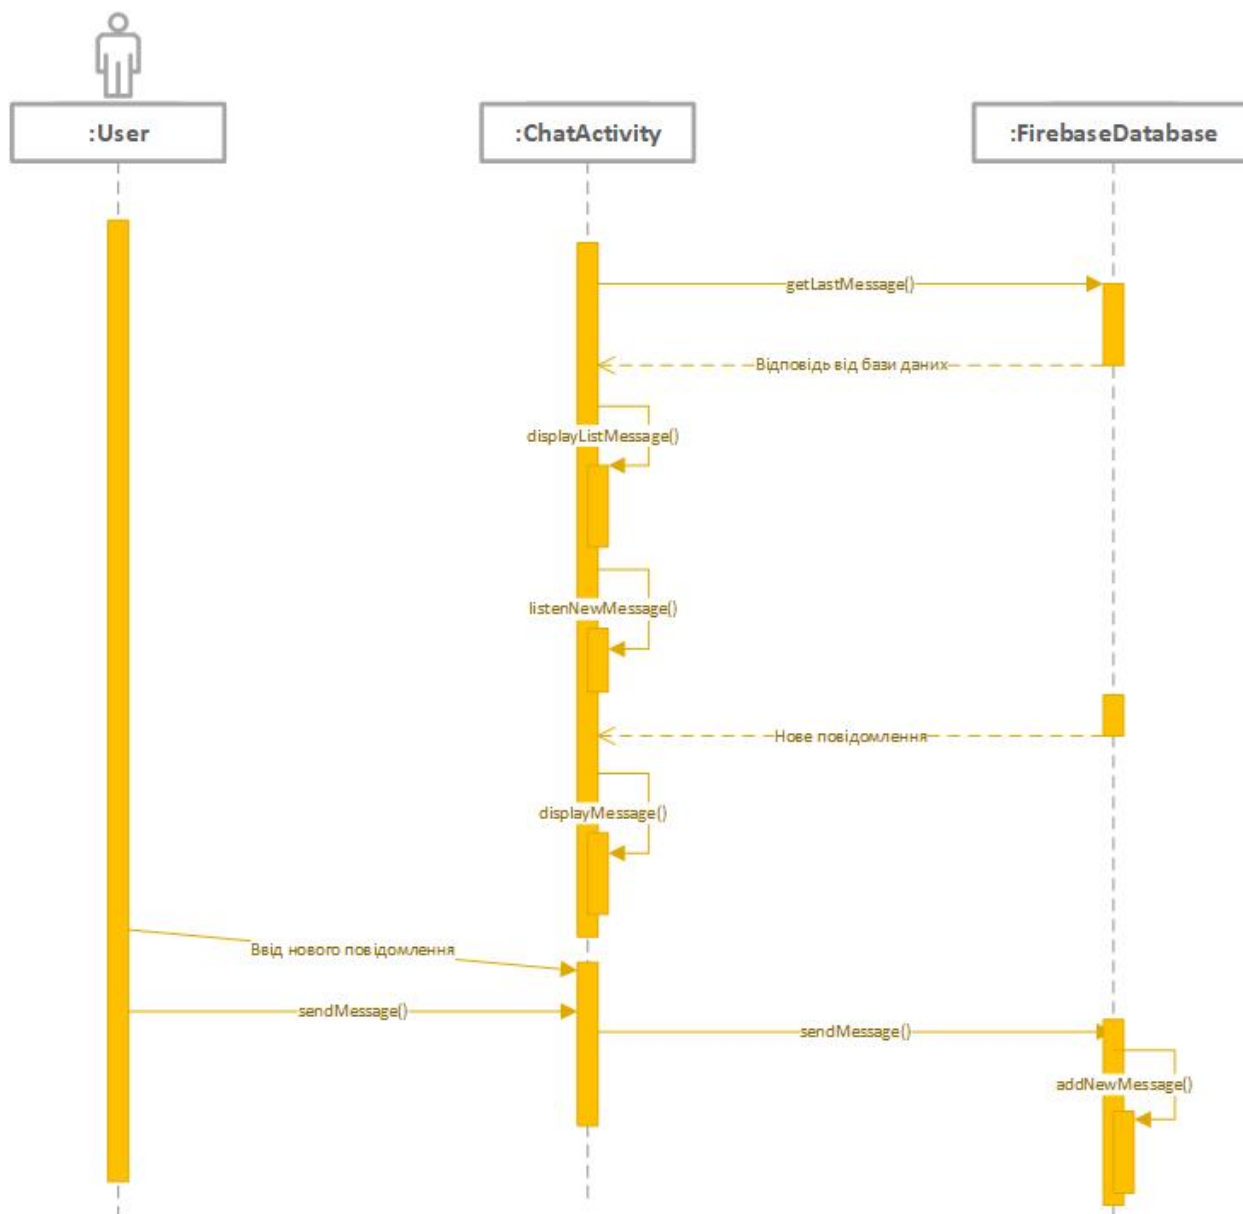 :User
:ChatActivity
:FirebaseDatabase
getLastMessage()
Відповідь від бази даних
displayListMessage()
listenNewMessage()
Нове повідомлення
displayMessage()
Ввід нового повідомлення
sendMessage()
sendMessage()
addNewMessage()